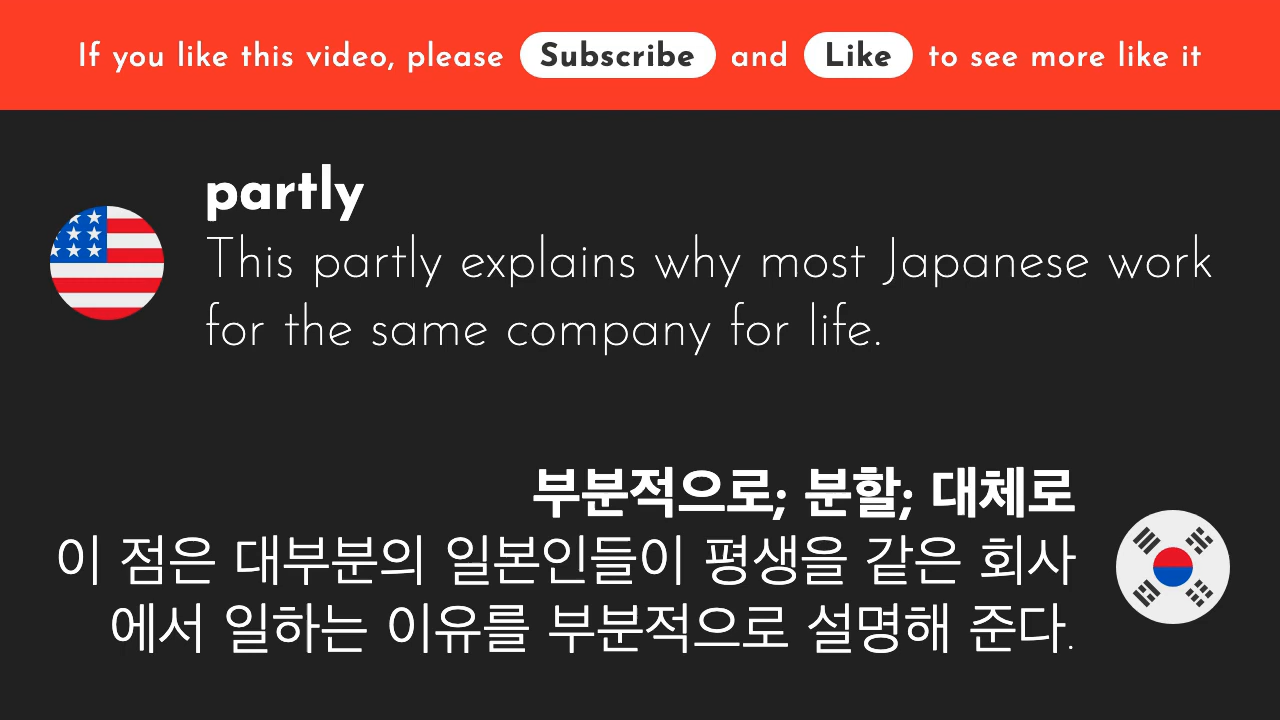 If you like this video, please Subscribe and Like to see more like it
partly
This partly explains why most Japanese work
for the same company for life.
부분적으로; 분할; 대체로
이 점은 대부분의 일본인들이 평생을 같은 회사
에서 일하는 이유를 부분적으로 설명해 준다.